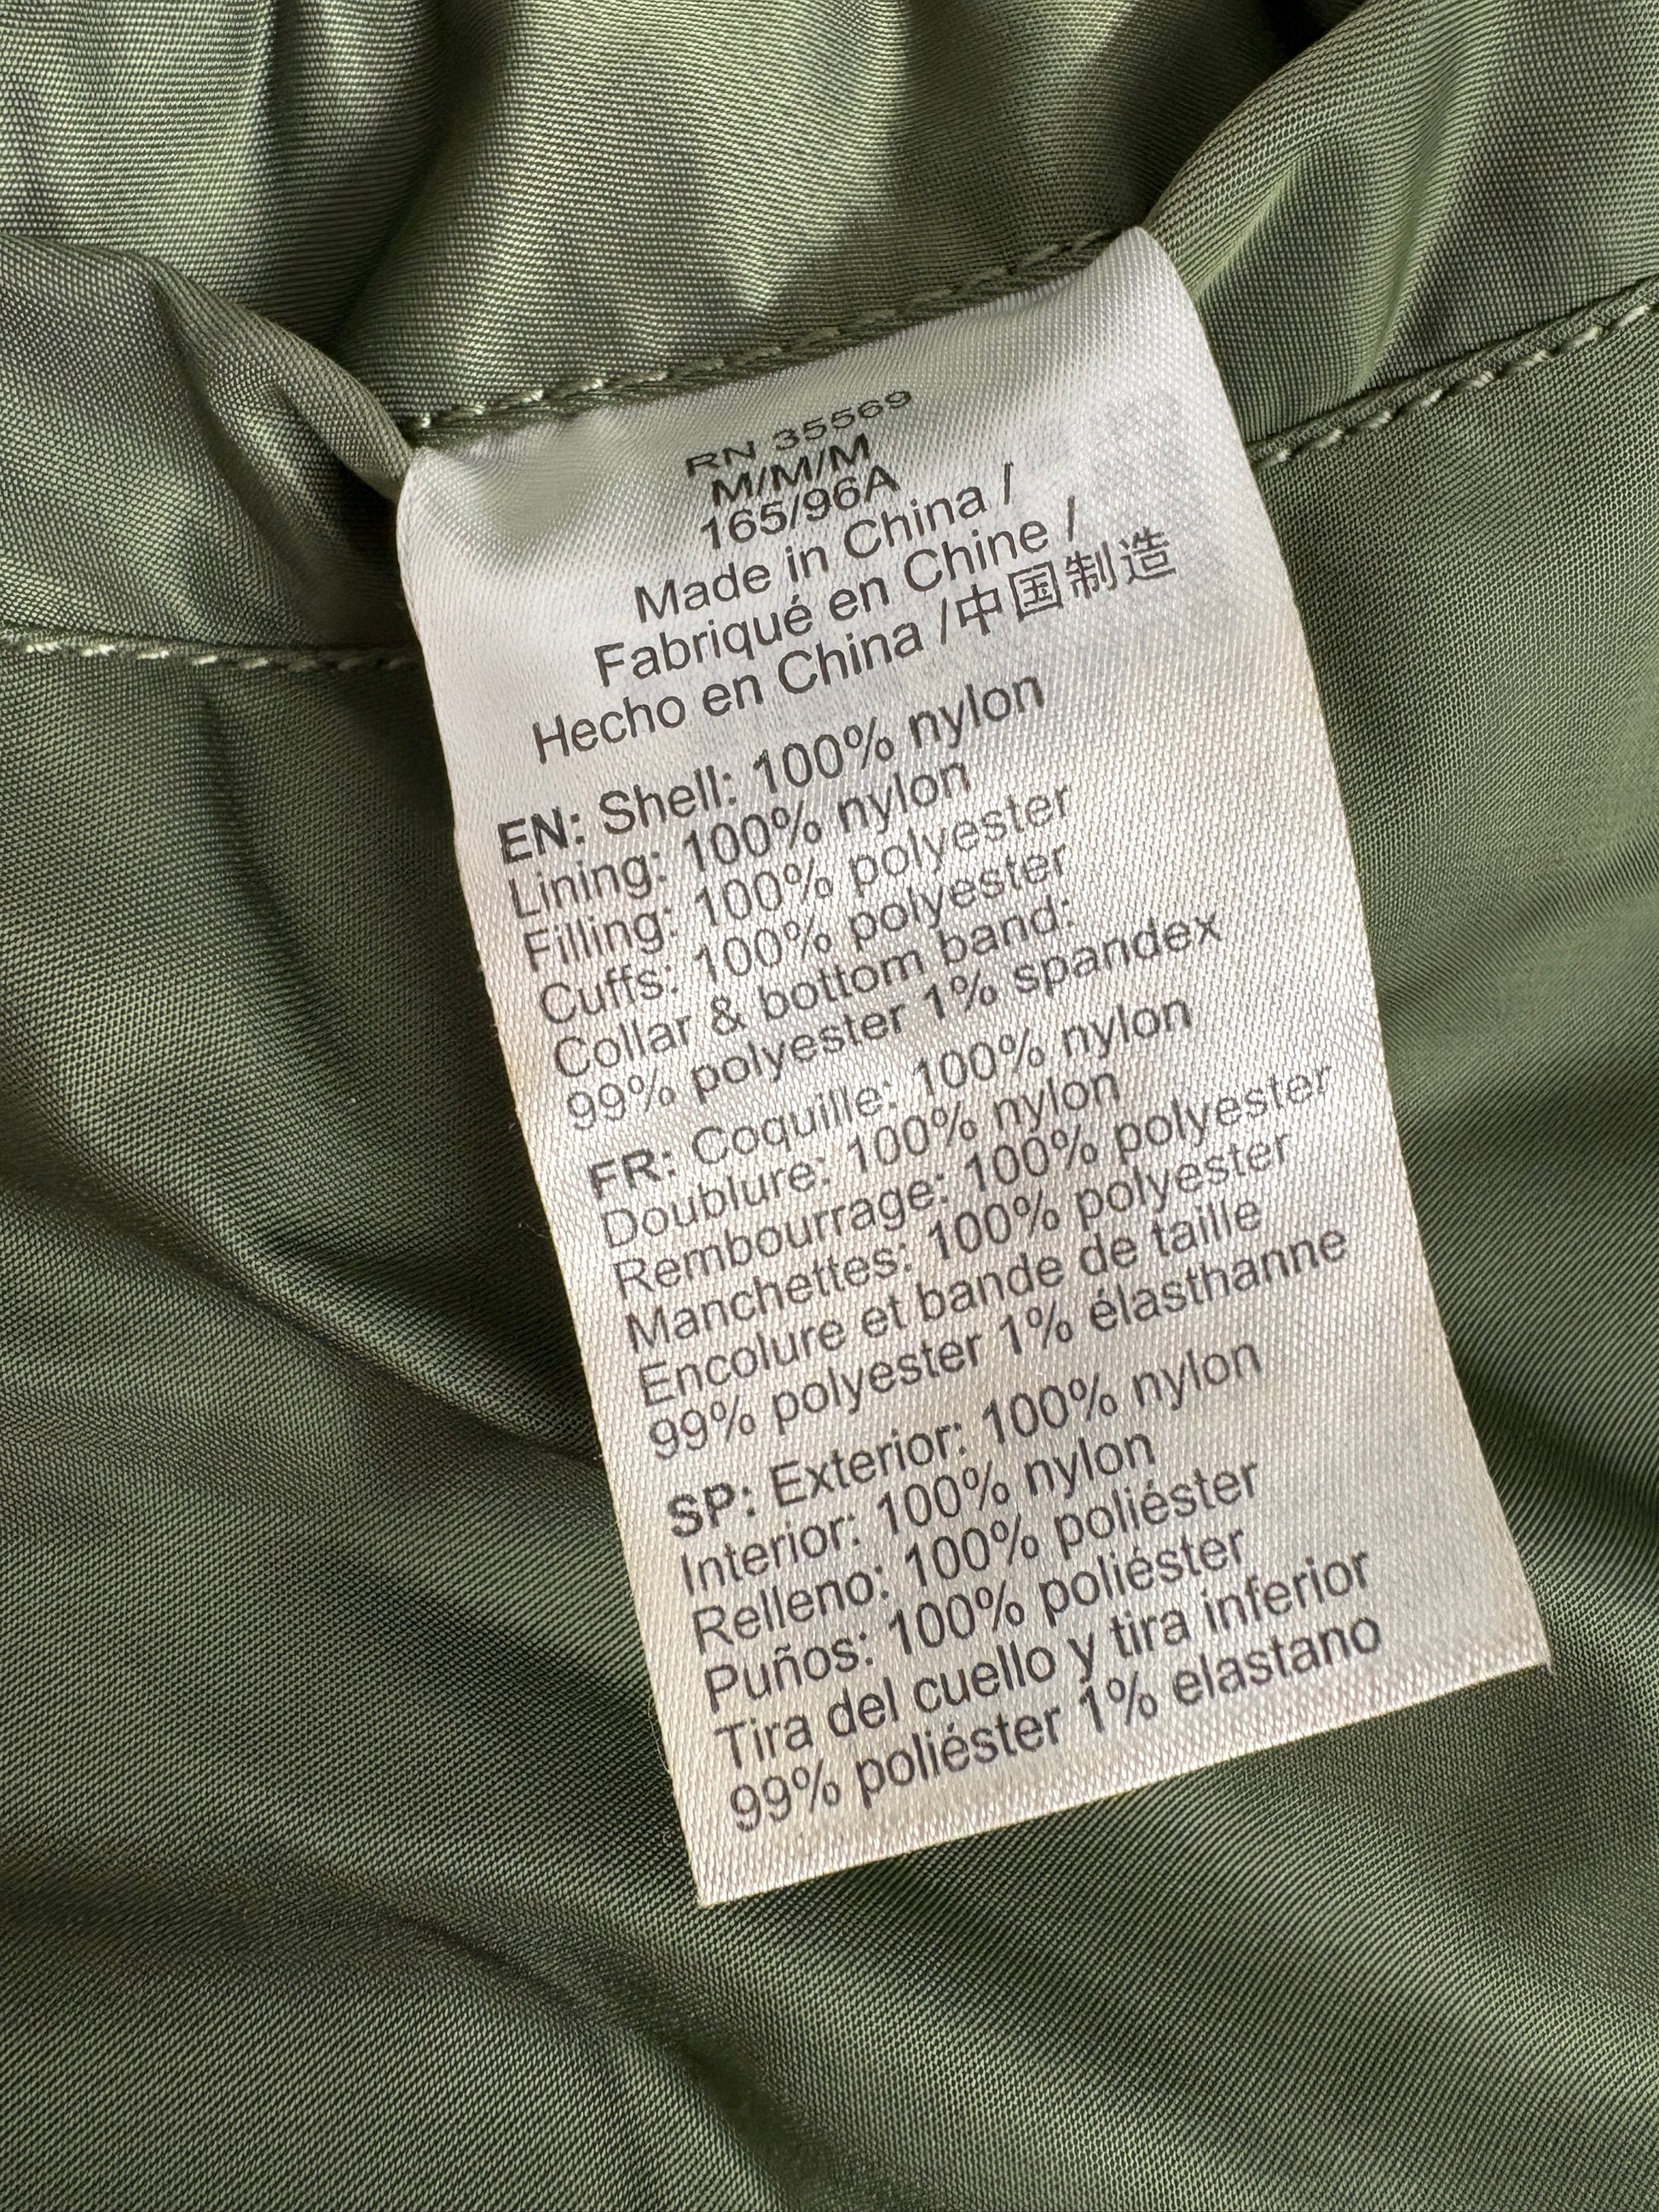 RN 35569
M/M/M
165/96A
Made in China /
Fabriqué en Chine /
Hecho en China /中国制造
EN: Shell: 100% nylon
Lining: 100% nylon
Filling: 100% polyester
Cuffs: 100% polyester
Collar & bottom band:
99% polyester 1% spandex
FR: Coquille: 100% nylon
Doublure: 100% nylon
Rembourrage: 100% polyester
Manchettes: 100% polyester
Encolure et bande de taille
99% polyester 1% élasthanne
SP: Exterior: 100% nylon
Interior: 100% nylon
Relleno: 100% poliéster
Puños: 100% poliéster
Tira del cuello y tira inferior
99% poliéster 1% elastano